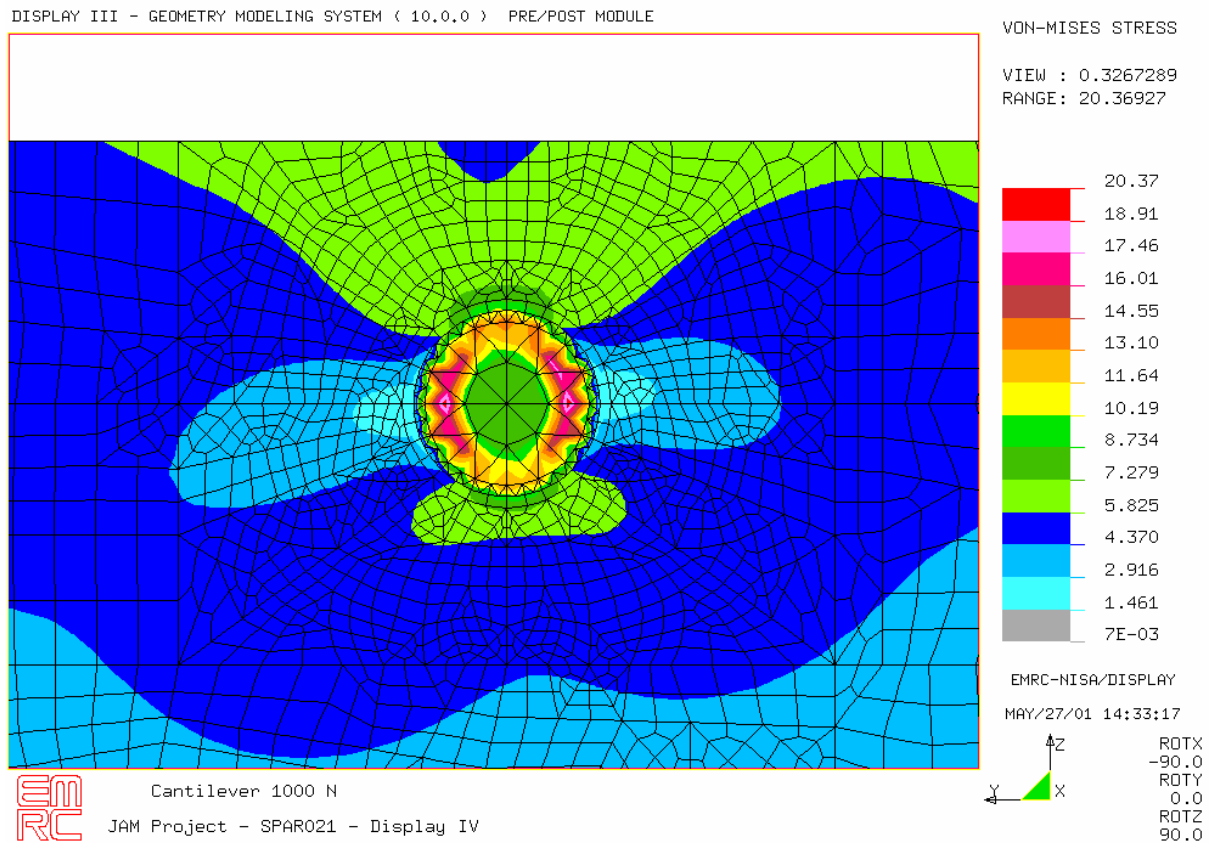 DISPLAY III - GEOMETRY MODELING SYSTEM ( 10.0.0 ) PRE/POST MODULE
VON-MISES STRESS
VIEW : 0.3267289
RANGE: 20.36927
20.37
18.91
17.46
16.01
14.55
13.10
11.64
10.19
8.734
7.279
5.825
4.370
2.916
1.461
7E-03
EMRC-NISA/DISPLAY
MAY/27/01 14:33:17
Z
Y
X
ROTX
-90.0
ROTY
0.0
ROTZ
90.0
EM
RC
Cantilever 1000 N
JAM Project - SPAR021 - Display IV